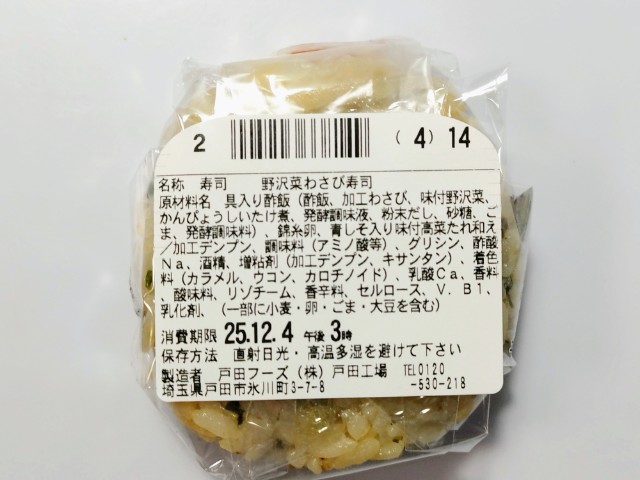 2 (4) 14
名称 寿司 野沢菜わさび寿司
原材料名 具入り酢飯(酢飯、加工わさび、味付野沢菜、
かんぴょうしいたけ煮、発酵調味液、粉末だし、砂糖、ご
ま、発酵調味料)、錦糸卵、青しそ入り味付高菜たれ和え
/加工デンプン、調味料(アミノ酸等)、グリシン、酢酸
Na、酒精、増粘剤(加工デンプン、キサンタン)、着色
料(カラメル、ウコン、カロチノイド)、乳酸Ca、香料
、酸味料、リゾチーム、香辛料、セルロース、V.B1、
乳化剤、(一部に小麦・卵・ごま・大豆を含む)
消費期限 25.12.4 午後 3時
保存方法 直射日光・高温多湿を避けて下さい
製造者 戸田フーズ(株)戸田工場 TEL0120
埼玉県戸田市氷川町3-7-8 -530-218